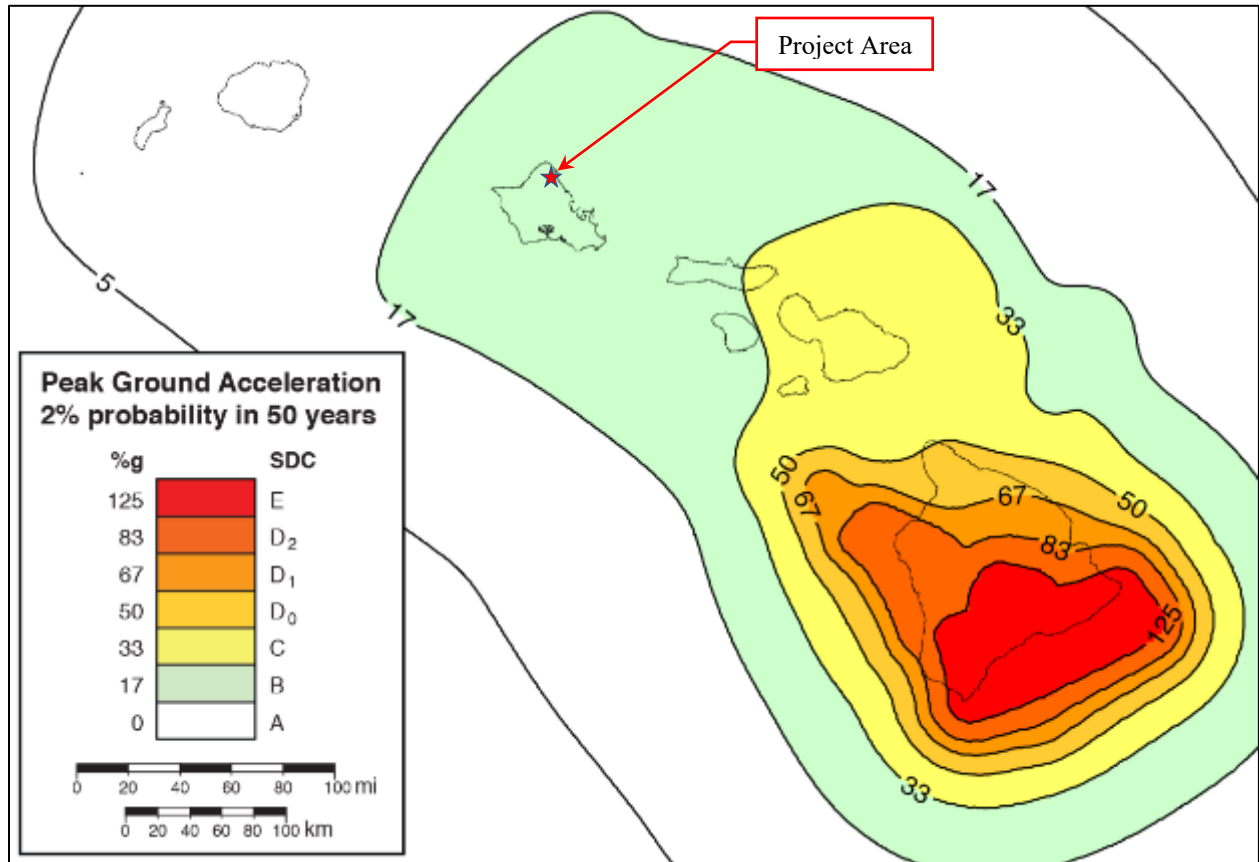 Project Area
17
5
17
33
50
67
50
67
83
125
33
Peak Ground Acceleration
2% probability in 50 years
%g SDC
125 E
83 D₂
67 D₁
50 D₀
33 C
17 B
0 A
0 20 40 60 80 100 mi
0 20 40 60 80 100 km